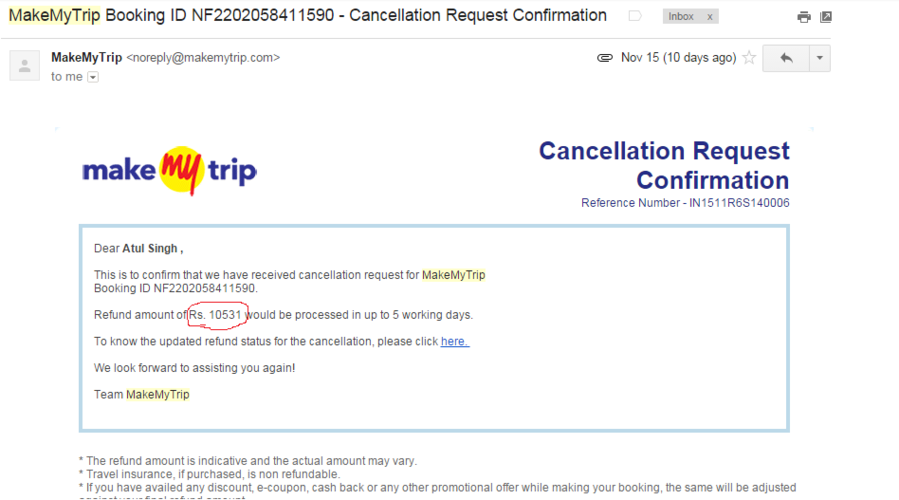 MakeMyTrip Booking ID NF2202058411590 - Cancellation Request Confirmation
Inbox x
MakeMyTrip <noreply@makemytrip.com>
Nov 15 (10 days ago)
to me
make my trip
Cancellation Request
Confirmation
Reference Number - IN1511R6S140006
Dear Atul Singh ,
This is to confirm that we have received cancellation request for MakeMyTrip
Booking ID NF2202058411590.
Refund amount of Rs. 10531 would be processed in up to 5 working days.
To know the updated refund status for the cancellation, please click here.
We look forward to assisting you again!
Team MakeMyTrip
* The refund amount is indicative and the actual amount may vary.
* Travel insurance, if purchased, is non refundable.
* If you have availed any discount, e-coupon, cash back or any other promotional offer while making your booking, the same will be adjusted
against your final refund amount.